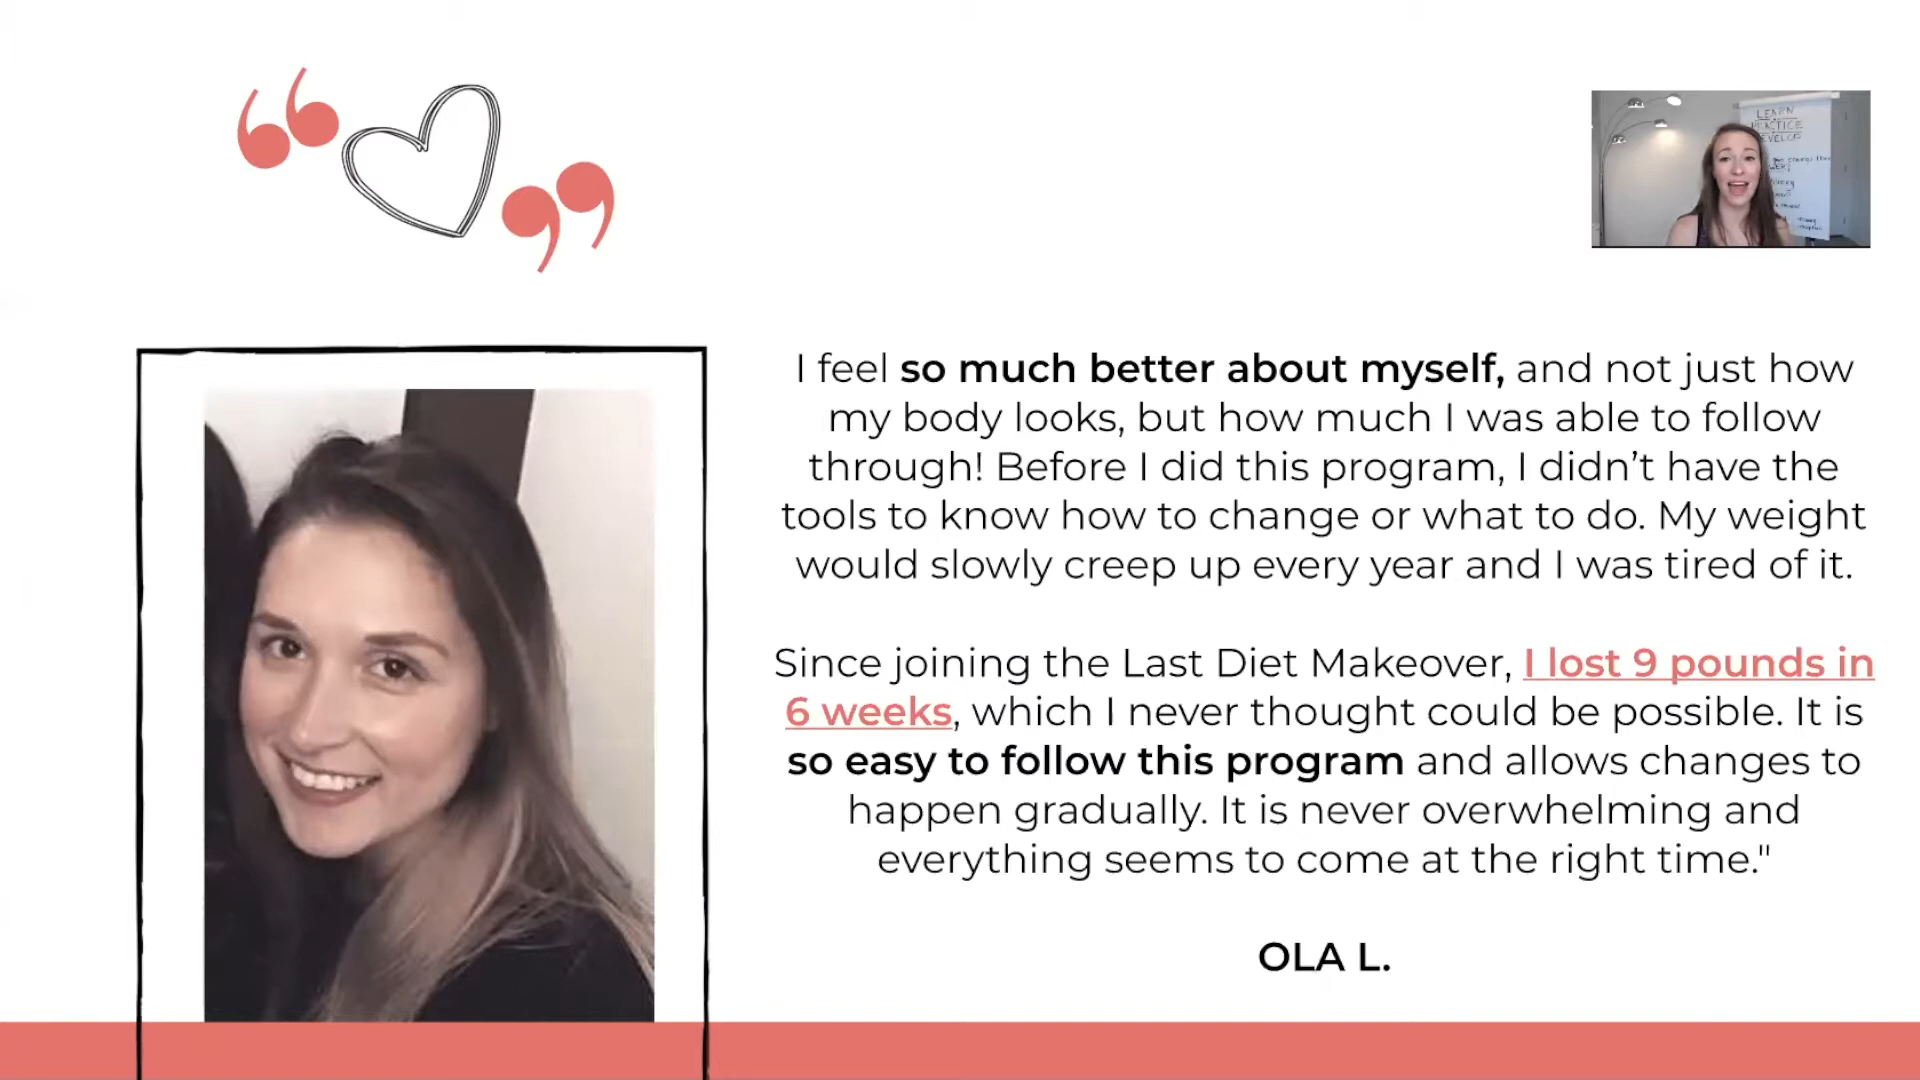 LEARN
PRACTICE
I feel so much better about myself, and not just how
my body looks, but how much I was able to follow
through! Before I did this program, I didn’t have the
tools to know how to change or what to do. My weight
would slowly creep up every year and I was tired of it.
Since joining the Last Diet Makeover, I lost 9 pounds in
6 weeks, which I never thought could be possible. It is
so easy to follow this program and allows changes to
happen gradually. It is never overwhelming and
everything seems to come at the right time."
OLA L.